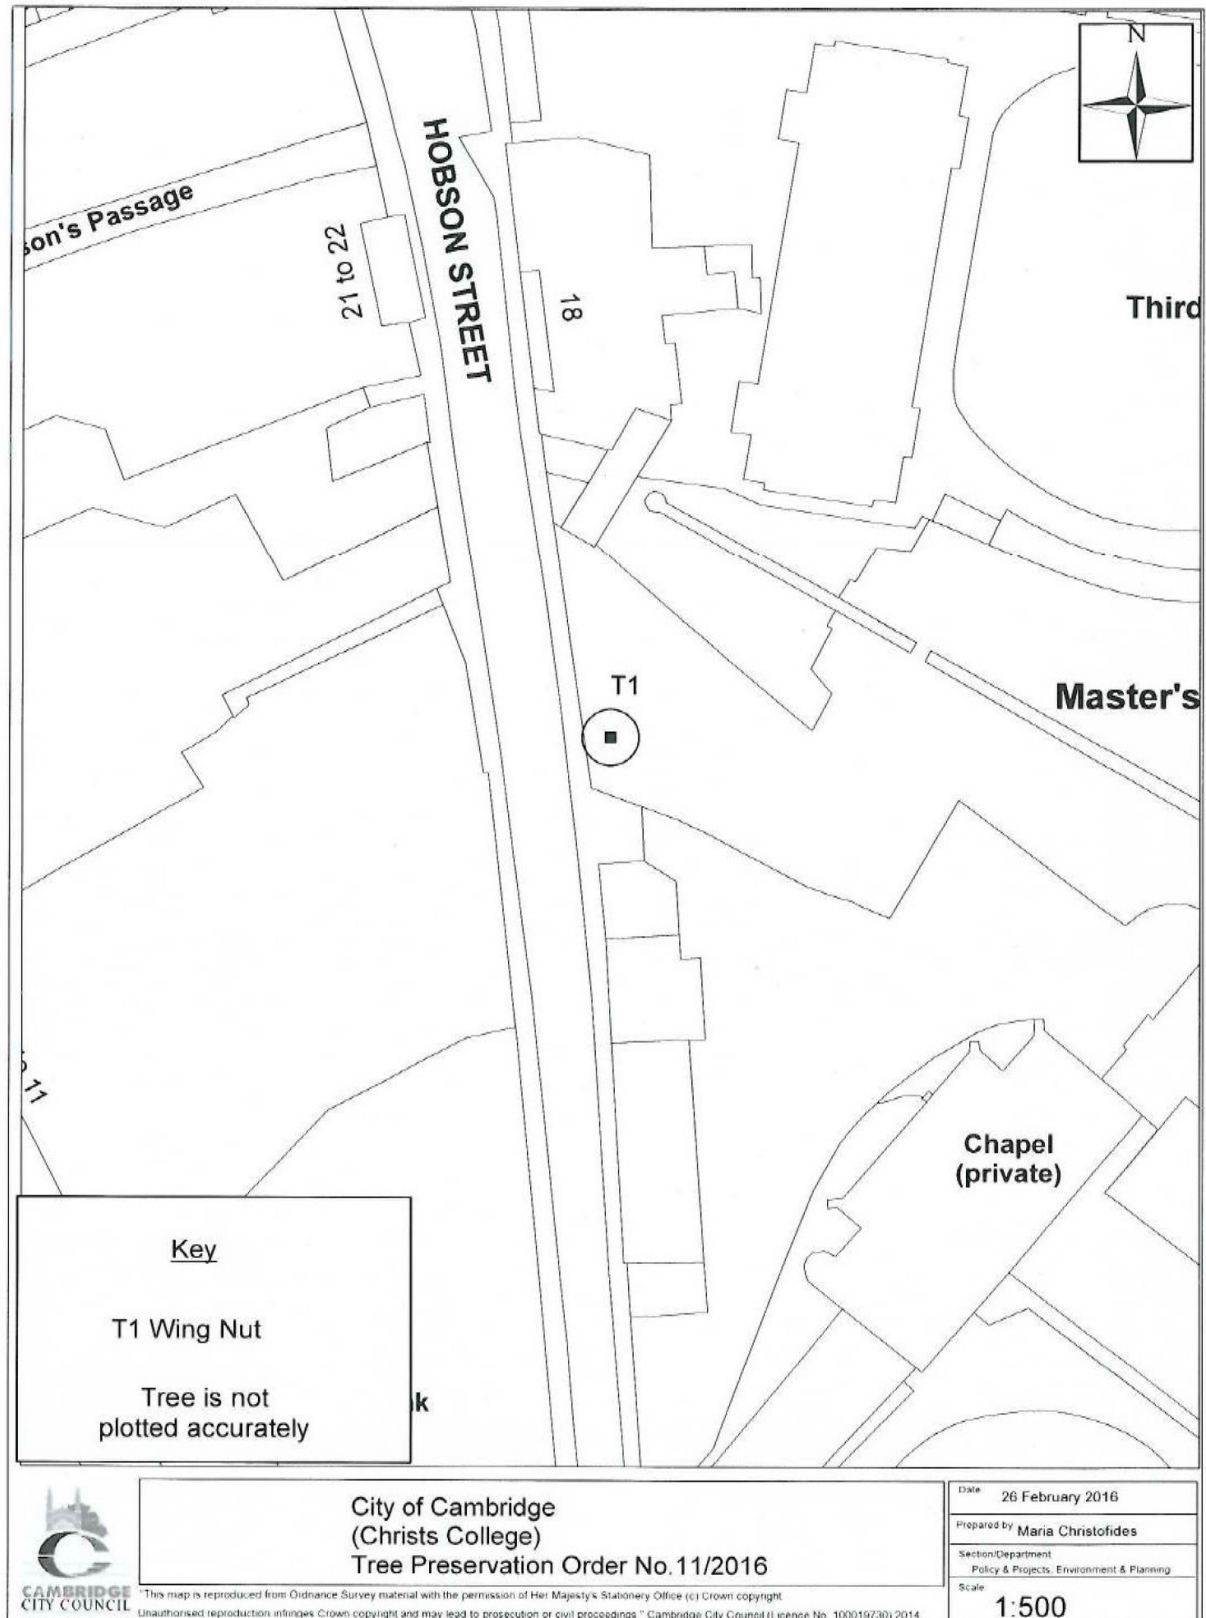 N
HOBSON STREET
son's Passage
21 to 22
18
Third
T1
Master's
11
Chapel
(private)
Key
T1 Wing Nut
Tree is not
plotted accurately
k
CAMBRIDGE
CITY COUNCIL
City of Cambridge
(Christs College)
Tree Preservation Order No.11/2016
"This map is reproduced from Ordnance Survey material with the permission of Her Majesty's Stationery Office (c) Crown copyright
Unauthorised reproduction infringes Crown copyright and may lead to prosecution or civil proceedings." Cambridge City Council (Licence No. 100019730) 2014
Date 26 February 2016
Prepared by Maria Christofides
Section/Department
Policy & Projects, Environment & Planning
Scale
1:500